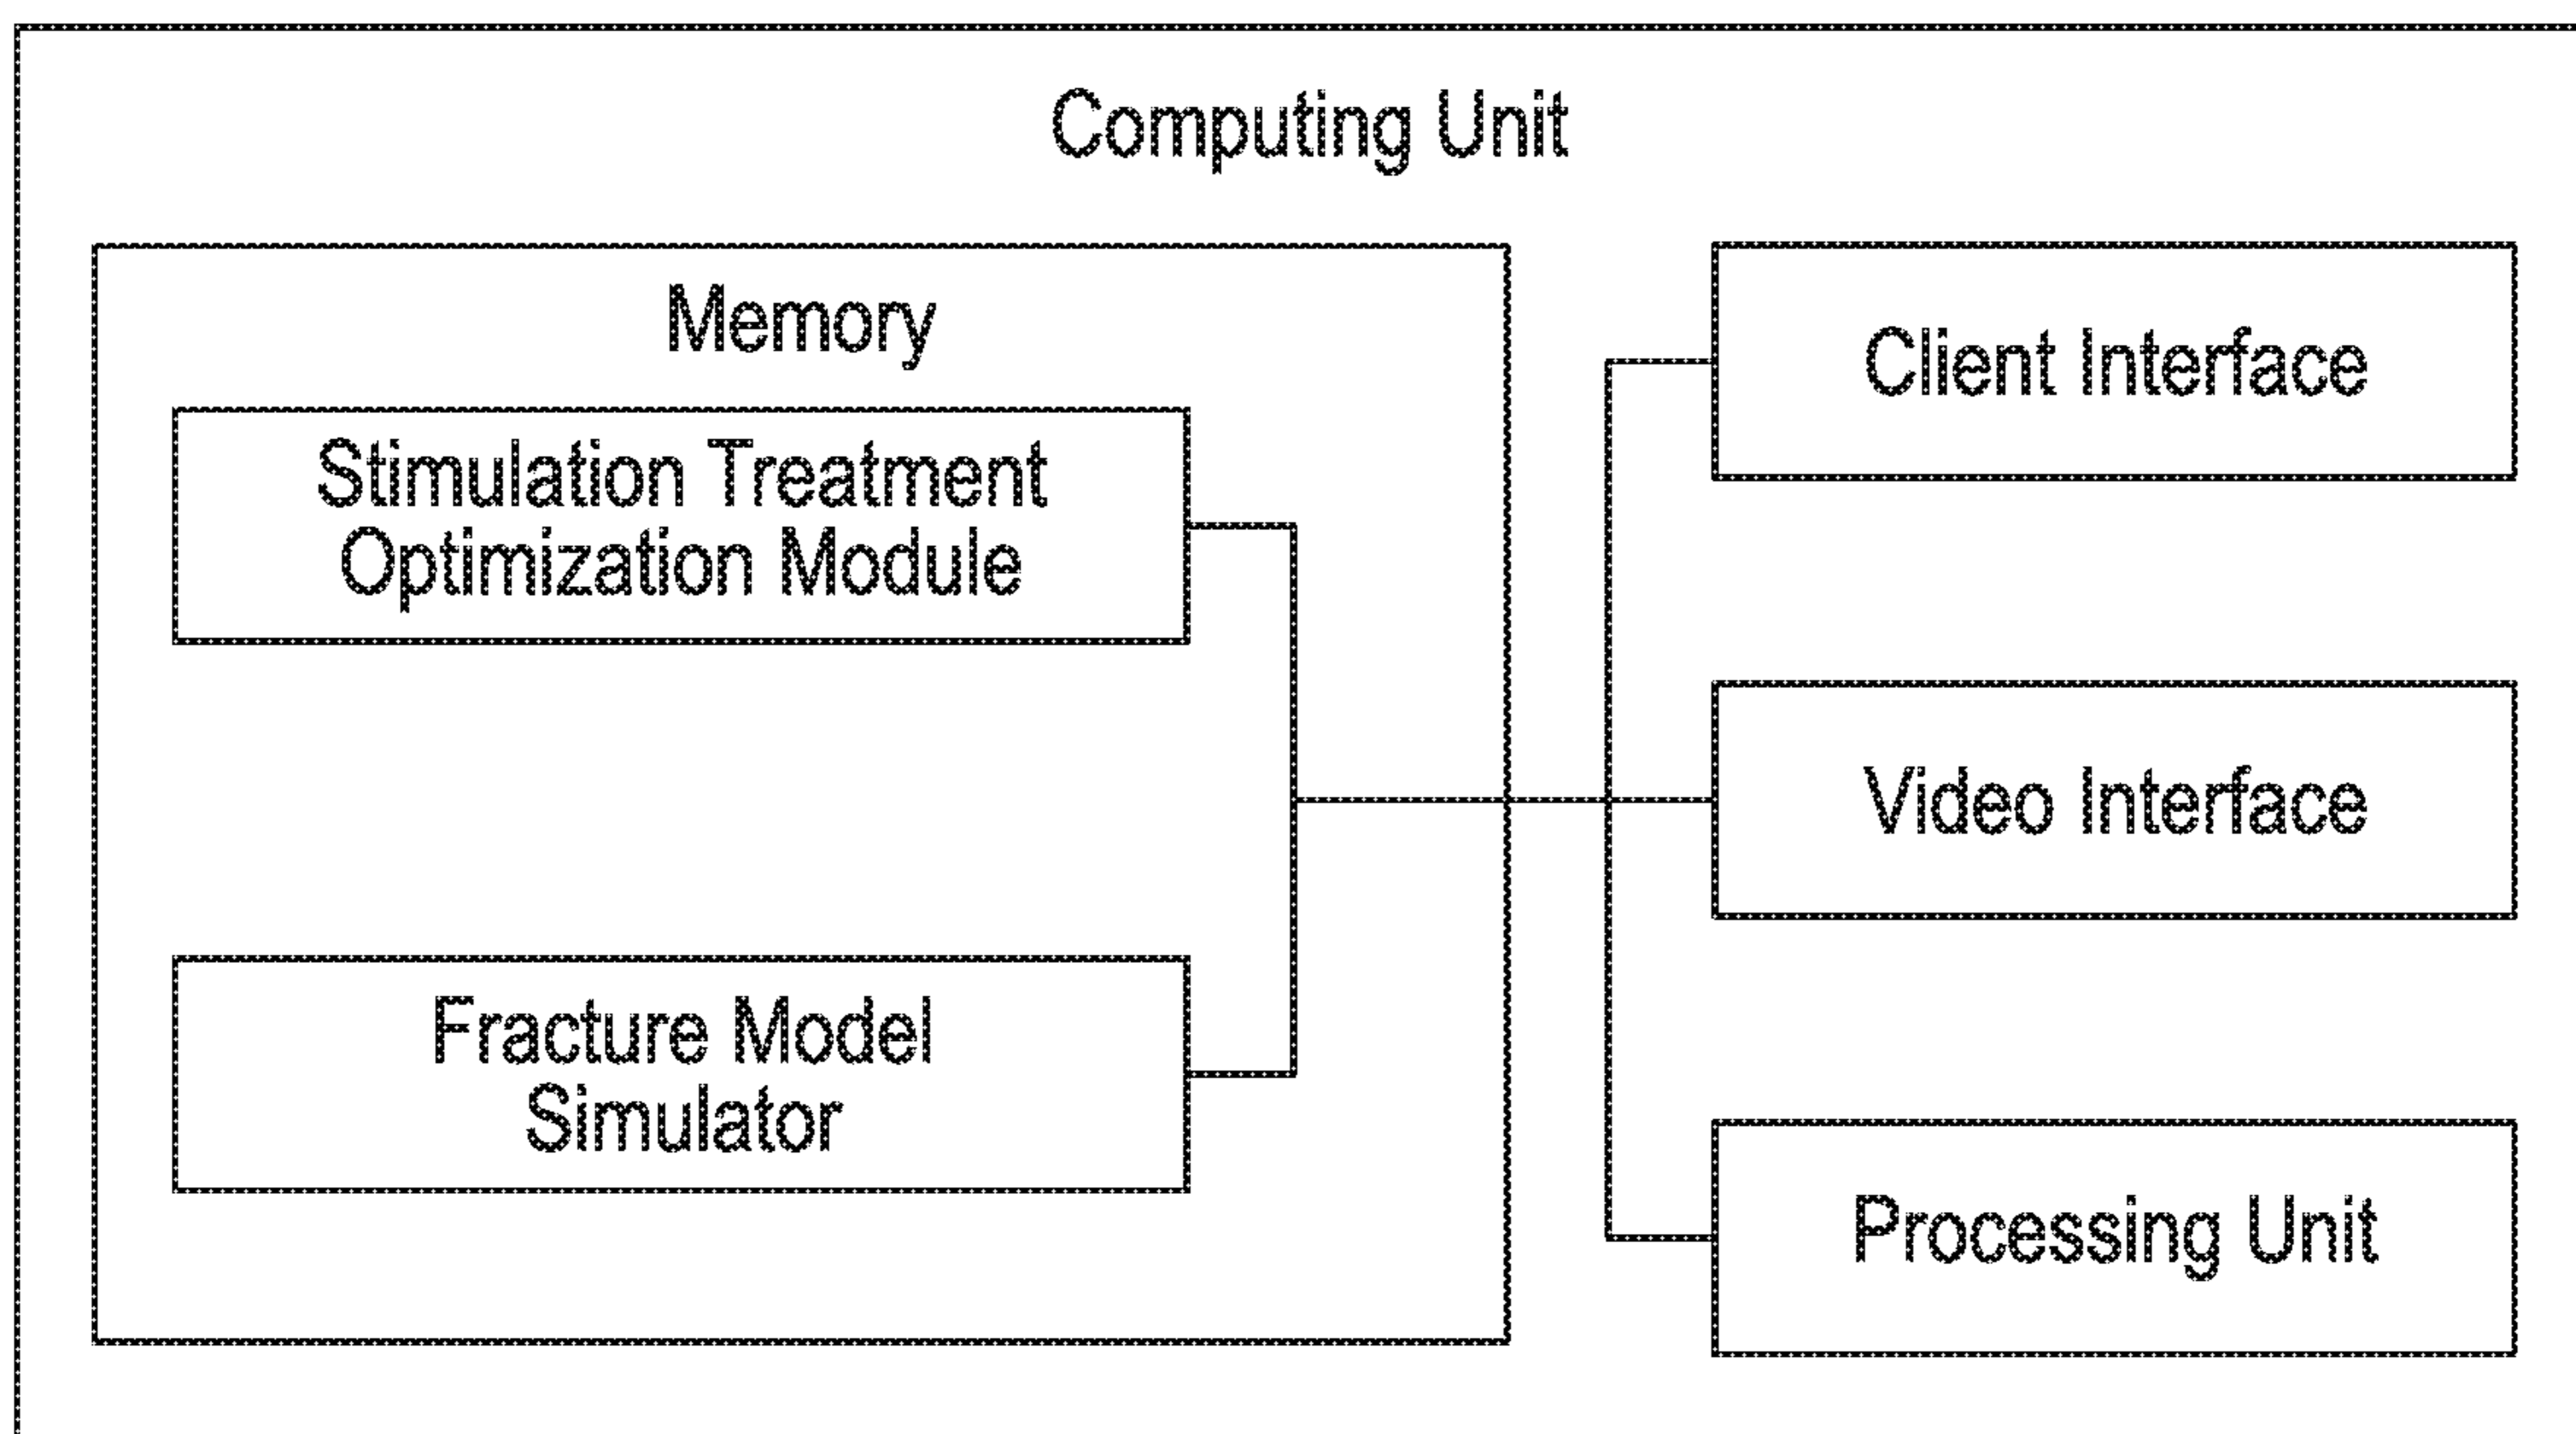 Computing Unit
Memory
Stimulation Treatment
Optimization Module
Fracture Model
Simulator
Client Interface
Video Interface
Processing Unit